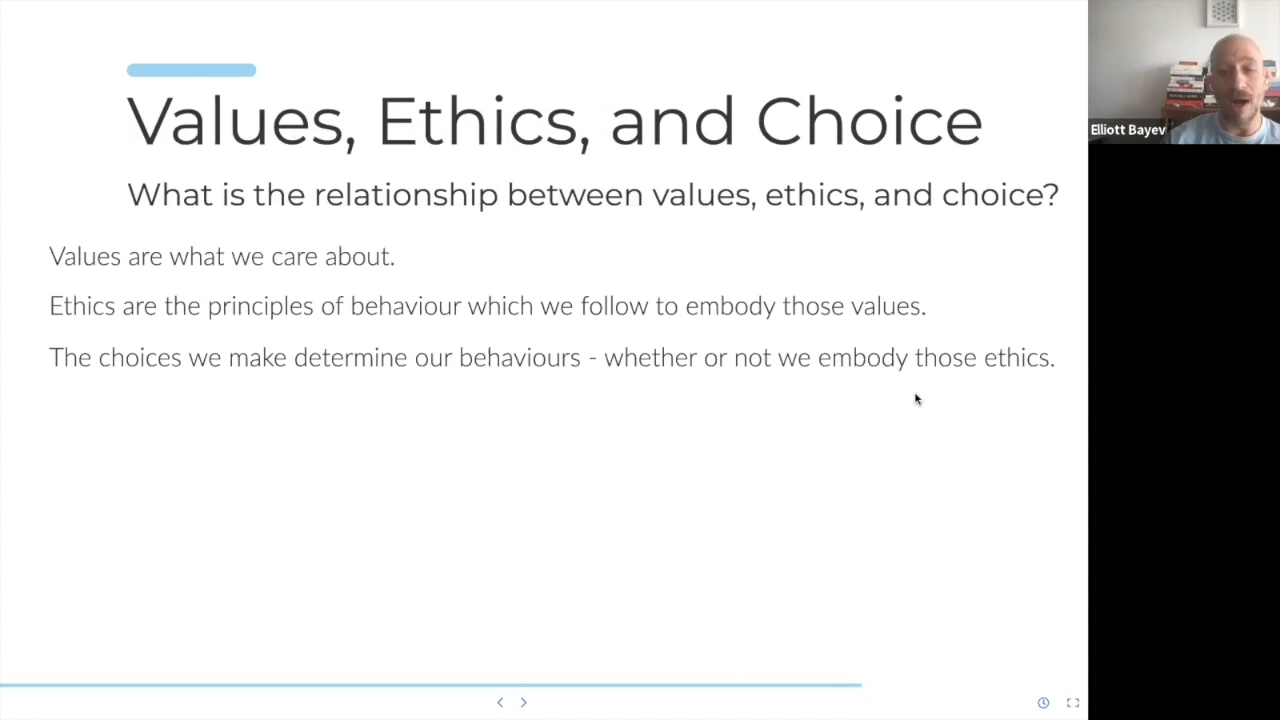 Values, Ethics, and Choice
What is the relationship between values, ethics, and choice?
Values are what we care about.
Ethics are the principles of behaviour which we follow to embody those values.
The choices we make determine our behaviours - whether or not we embody those ethics.
Elliott Bayev